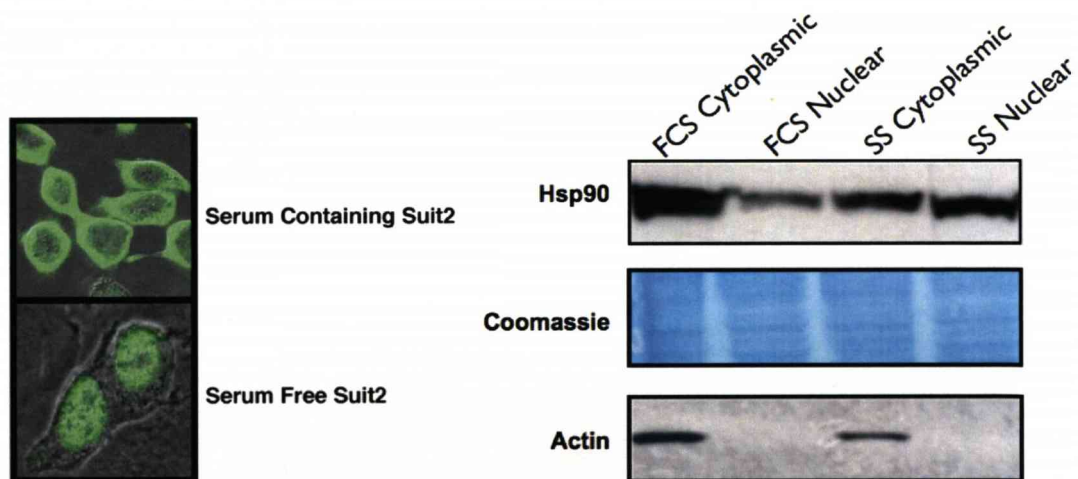 FCS Cytoplasmic
FCS Nuclear
SS Cytoplasmic
SS Nuclear
Hsp90
Serum Containing Suit2
Coomassie
Serum Free Suit2
Actin